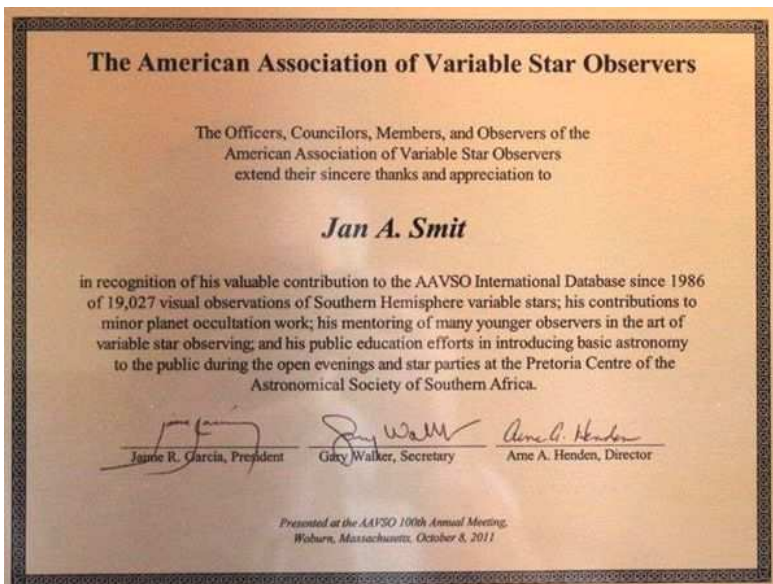 The American Association of Variable Star Observers
The Officers, Councilors, Members, and Observers of the
American Association of Variable Star Observers
extend their sincere thanks and appreciation to
Jan A. Smit
in recognition of his valuable contribution to the AAVSO International Database since 1986
of 19,027 visual observations of Southern Hemisphere variable stars; his contributions to
minor planet occultation work; his mentoring of many younger observers in the art of
variable star observing; and his public education efforts in introducing basic astronomy
to the public during the open evenings and star parties at the Pretoria Centre of the
Astronomical Society of Southern Africa.
Arne A. Henden
Jaime R. Garcia, President Gary Walker, Secretary Arne A. Henden, Director
Presented at the AAVSO 100th Annual Meeting,
Woburn, Massachusetts, October 8, 2011